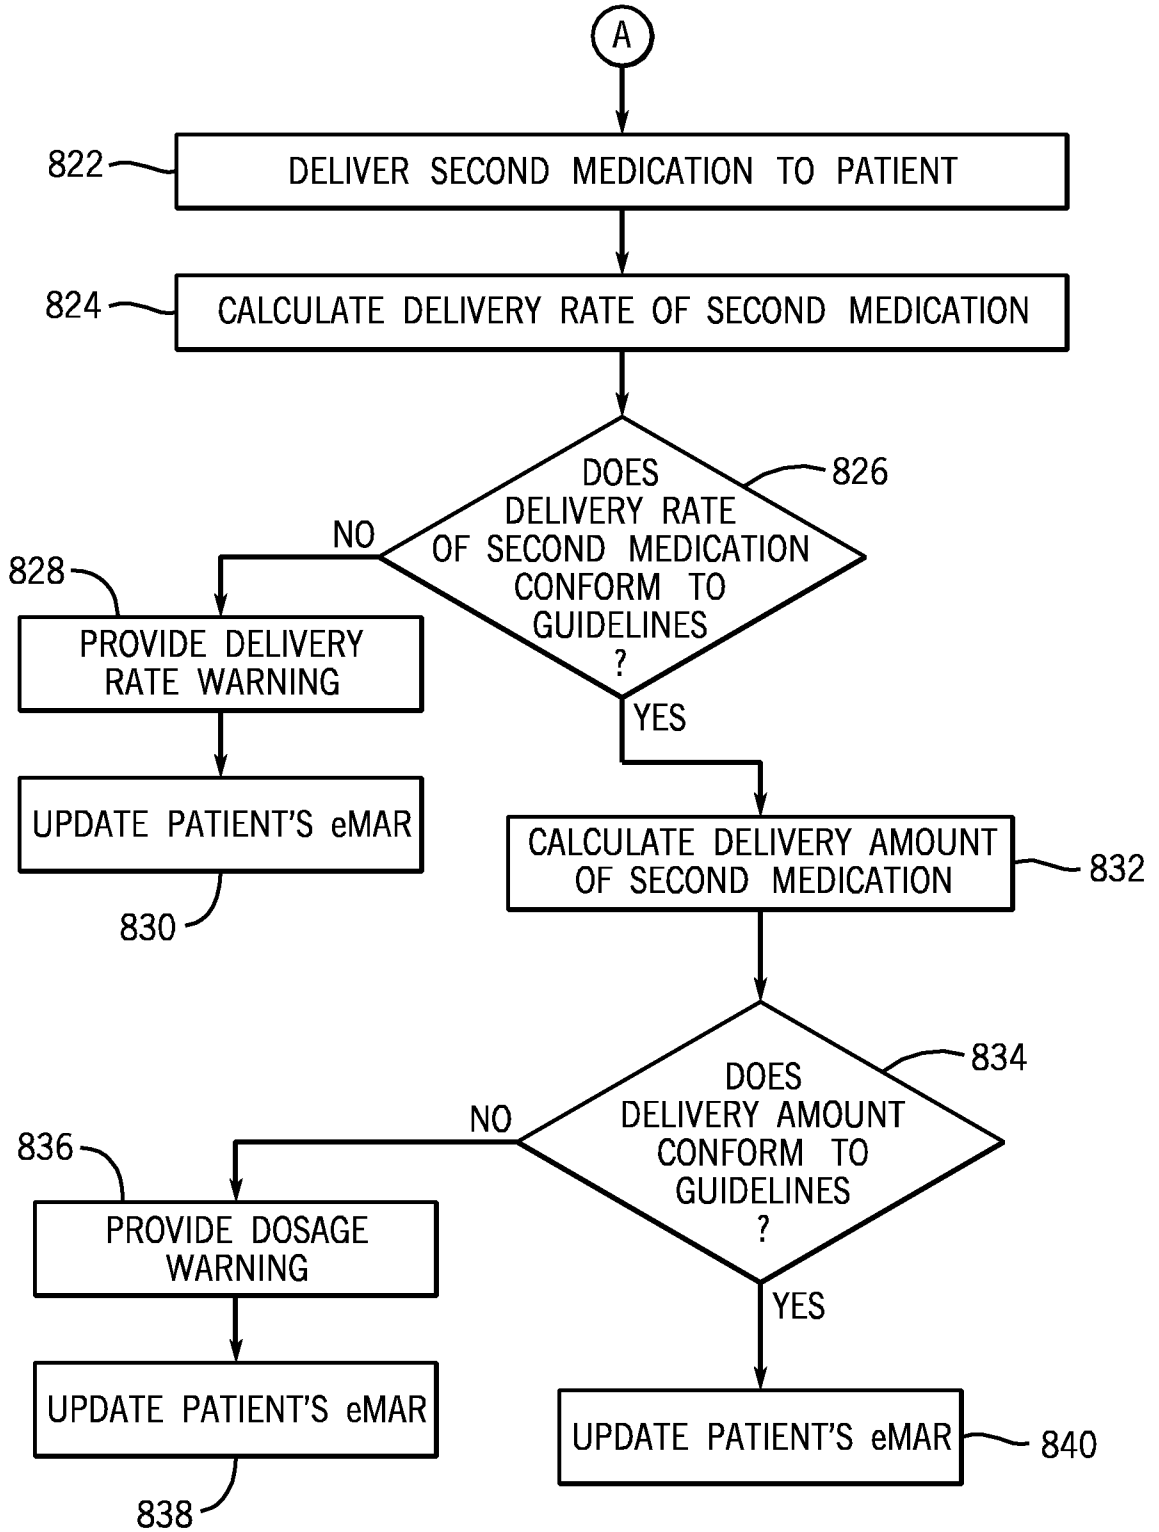 A
822
DELIVER SECOND MEDICATION TO PATIENT
824
CALCULATE DELIVERY RATE OF SECOND MEDICATION
826
DOES
DELIVERY RATE
OF SECOND MEDICATION
CONFORM TO
GUIDELINES
?
NO
828
PROVIDE DELIVERY
RATE WARNING
YES
UPDATE PATIENT'S eMAR
830
CALCULATE DELIVERY AMOUNT
OF SECOND MEDICATION
832
834
DOES
DELIVERY AMOUNT
CONFORM TO
GUIDELINES
?
NO
836
PROVIDE DOSAGE
WARNING
YES
UPDATE PATIENT'S eMAR
838
UPDATE PATIENT'S eMAR
840